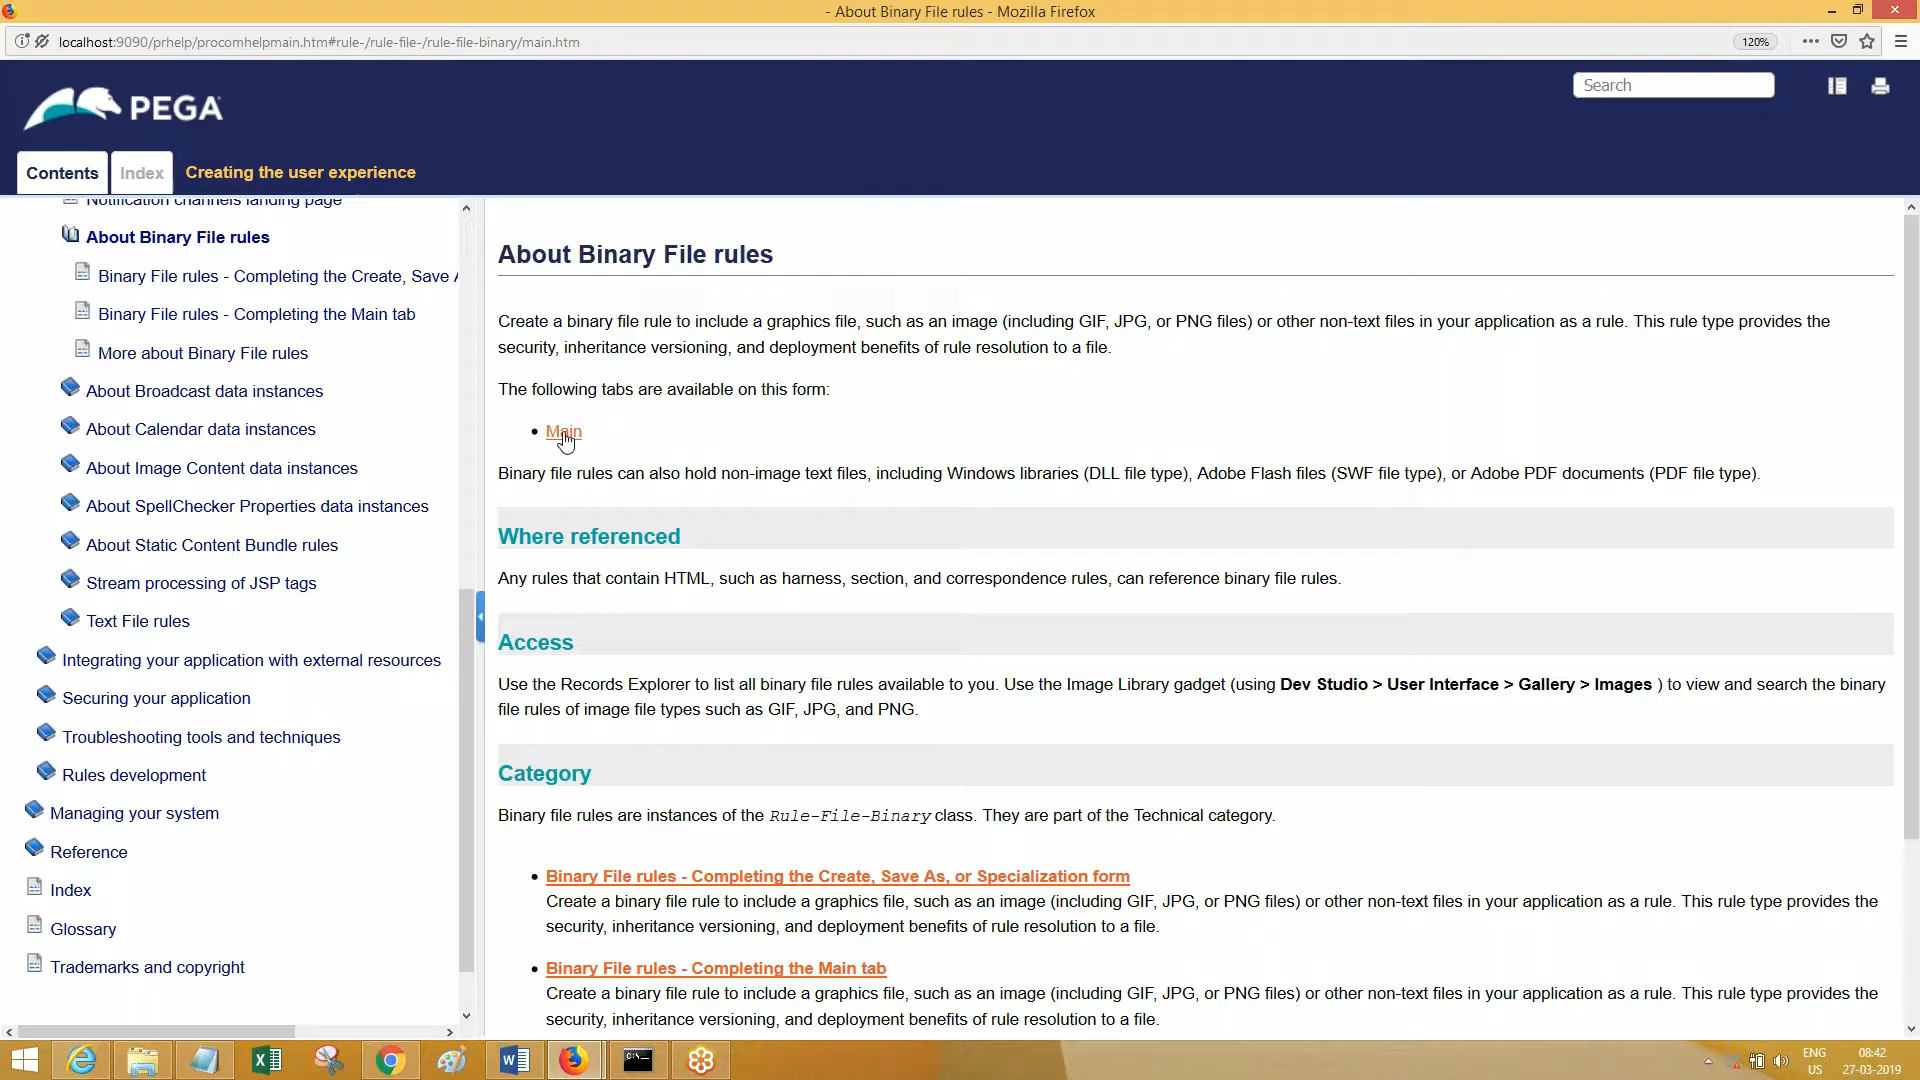 - About Binary File rules - Mozilla Firefox
localhost:9090/prhelp/procomhelpmain.htm#rule-/rule-file-/rule-file-binary/main.htm
120%
PEGA
Search
Contents
Index
Creating the user experience
Notification channels landing page
About Binary File rules
Binary File rules - Completing the Create, Save A
Binary File rules - Completing the Main tab
More about Binary File rules
About Broadcast data instances
About Calendar data instances
About Image Content data instances
About SpellChecker Properties data instances
About Static Content Bundle rules
Stream processing of JSP tags
Text File rules
Integrating your application with external resources
Securing your application
Troubleshooting tools and techniques
Rules development
Managing your system
Reference
Index
Glossary
Trademarks and copyright
About Binary File rules
Create a binary file rule to include a graphics file, such as an image (including GIF, JPG, or PNG files) or other non-text files in your application as a rule. This rule type provides the
security, inheritance versioning, and deployment benefits of rule resolution to a file.
The following tabs are available on this form:
• Main
Binary file rules can also hold non-image text files, including Windows libraries (DLL file type), Adobe Flash files (SWF file type), or Adobe PDF documents (PDF file type).
Where referenced
Any rules that contain HTML, such as harness, section, and correspondence rules, can reference binary file rules.
Access
Use the Records Explorer to list all binary file rules available to you. Use the Image Library gadget (using Dev Studio > User Interface > Gallery > Images ) to view and search the binary
file rules of image file types such as GIF, JPG, and PNG.
Category
Binary file rules are instances of the Rule-File-Binary class. They are part of the Technical category.
• Binary File rules - Completing the Create, Save As, or Specialization form
Create a binary file rule to include a graphics file, such as an image (including GIF, JPG, or PNG files) or other non-text files in your application as a rule. This rule type provides the
security, inheritance versioning, and deployment benefits of rule resolution to a file.
• Binary File rules - Completing the Main tab
Create a binary file rule to include a graphics file, such as an image (including GIF, JPG, or PNG files) or other non-text files in your application as a rule. This rule type provides the
security, inheritance versioning, and deployment benefits of rule resolution to a file.
ENG
US
08:42
27-03-2019